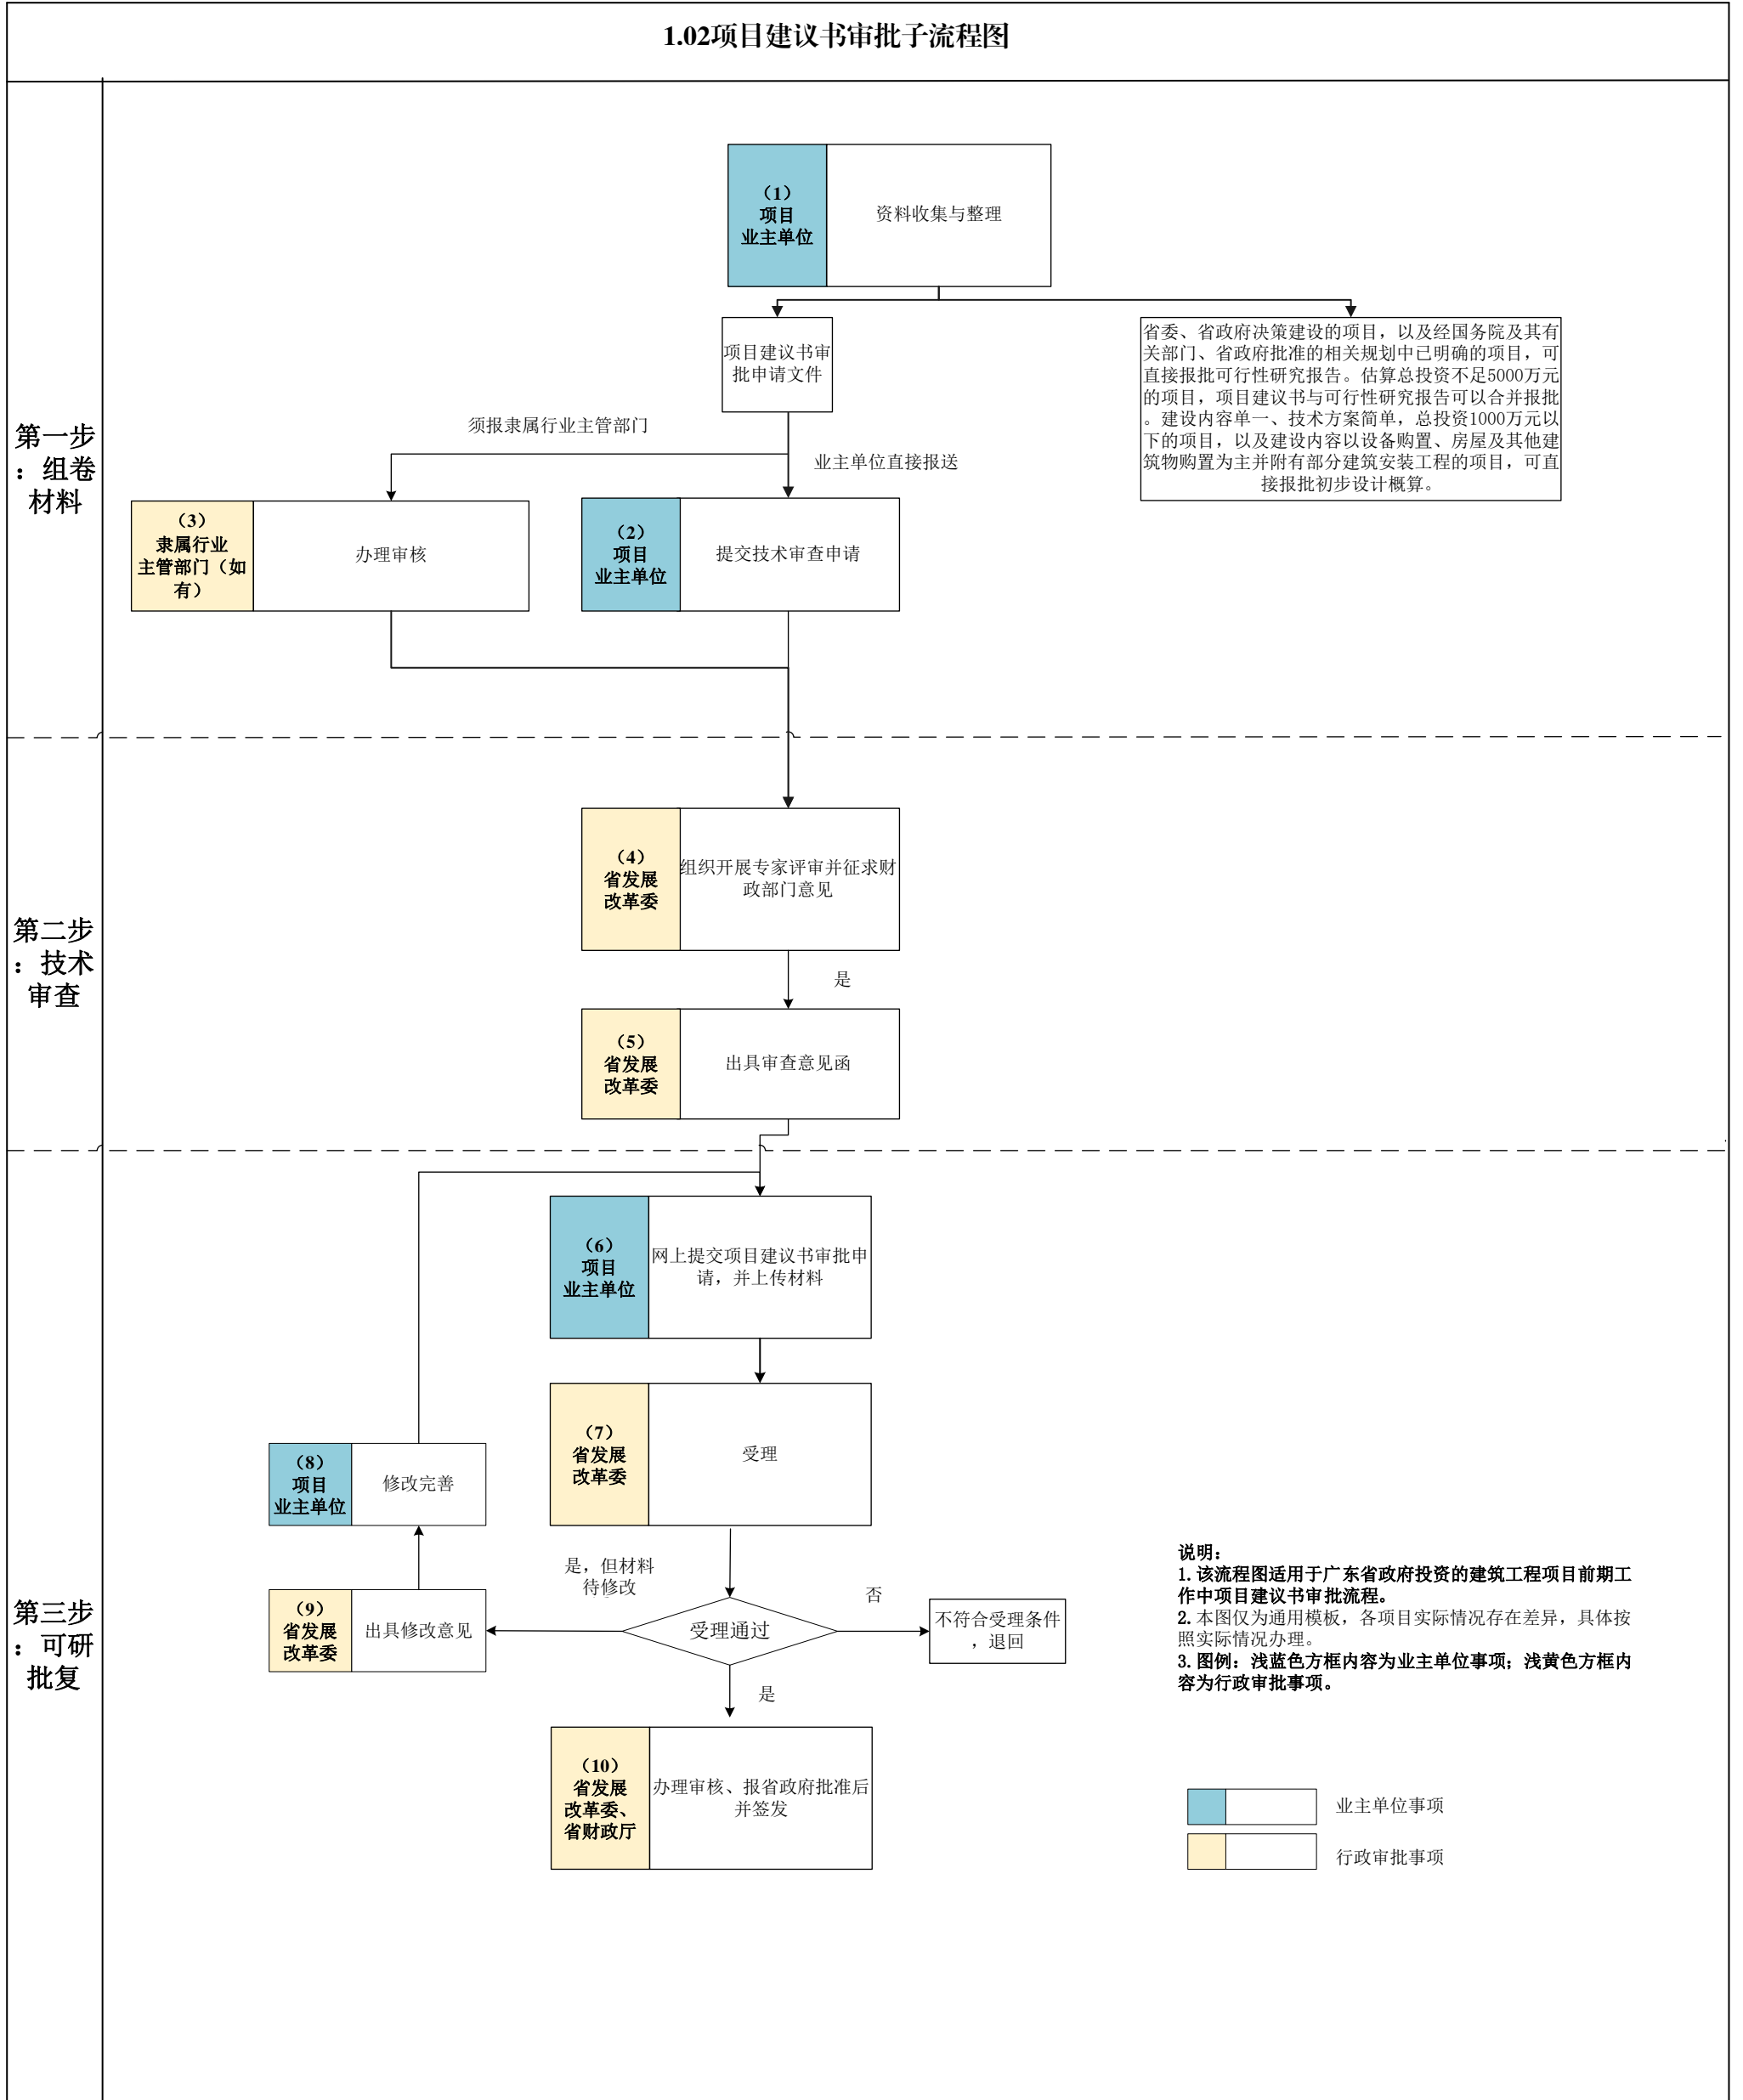 1.02项目建议书审批子流程图
第一步
：组卷
材料
（1）
项目
业主单位
资料收集与整理
项目建议书审
批申请文件
省委、省政府决策建设的项目，以及经国务院及其有
关部门、省政府批准的相关规划中已明确的项目，可
直接报批可行性研究报告。估算总投资不足5000万元
的项目，项目建议书与可行性研究报告可以合并报批
。建设内容单一、技术方案简单，总投资1000万元以
下的项目，以及建设内容以设备购置、房屋及其他建
筑物购置为主并附有部分建筑安装工程的项目，可直
接报批初步设计概算。
须报隶属行业主管部门
业主单位直接报送
（3）
隶属行业
主管部门（如
有）
办理审核
（2）
项目
业主单位
提交技术审查申请
第二步
：技术
审查
（4）
省发展
改革委
组织开展专家评审并征求财
政部门意见
是
（5）
省发展
改革委
出具审查意见函
第三步
：可研
批复
（6）
项目
业主单位
网上提交项目建议书审批申
请，并上传材料
（7）
省发展
改革委
受理
（8）
项目
业主单位
修改完善
是，但材料
待修改
否
（9）
省发展
改革委
出具修改意见
受理通过
不符合受理条件
，退回
是
（10）
省发展
改革委、
省财政厅
办理审核、报省政府批准后
并签发
说明：
1.该流程图适用于广东省政府投资的建筑工程项目前期工
作中项目建议书审批流程。
2.本图仅为通用模板，各项目实际情况存在差异，具体按
照实际情况办理。
3.图例：浅蓝色方框内容为业主单位事项；浅黄色方框内
容为行政审批事项。
业主单位事项
行政审批事项